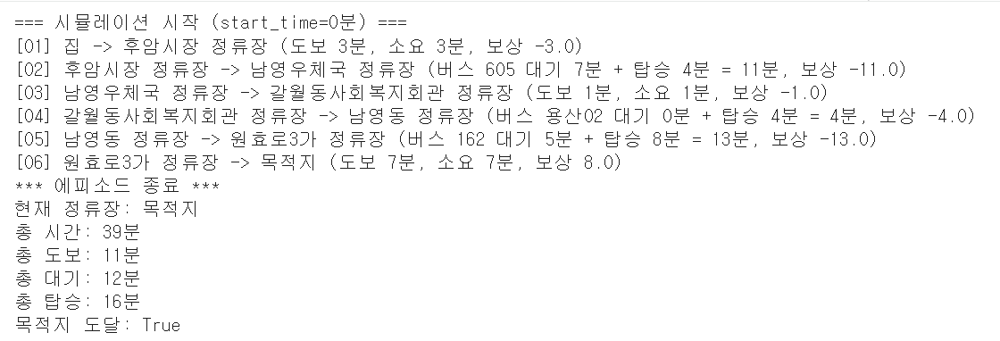 === 시뮬레이션 시작 (start_time=0분) ===
[01] 집 -> 후암시장 정류장 (도보 3분, 소요 3분, 보상 -3.0)
[02] 후암시장 정류장 -> 남영우체국 정류장 (버스 605 대기 7분 + 탑승 4분 = 11분, 보상 -11.0)
[03] 남영우체국 정류장 -> 갈월동사회복지회관 정류장 (도보 1분, 소요 1분, 보상 -1.0)
[04] 갈월동사회복지회관 정류장 -> 남영동 정류장 (버스 용산02 대기 0분 + 탑승 4분 = 4분, 보상 -4.0)
[05] 남영동 정류장 -> 원효로3가 정류장 (버스 162 대기 5분 + 탑승 8분 = 13분, 보상 -13.0)
[06] 원효로3가 정류장 -> 목적지 (도보 7분, 소요 7분, 보상 8.0)
*** 에피소드 종료 ***
현재 정류장: 목적지
총 시간: 39분
총 도보: 11분
총 대기: 12분
총 탑승: 16분
목적지 도달: True